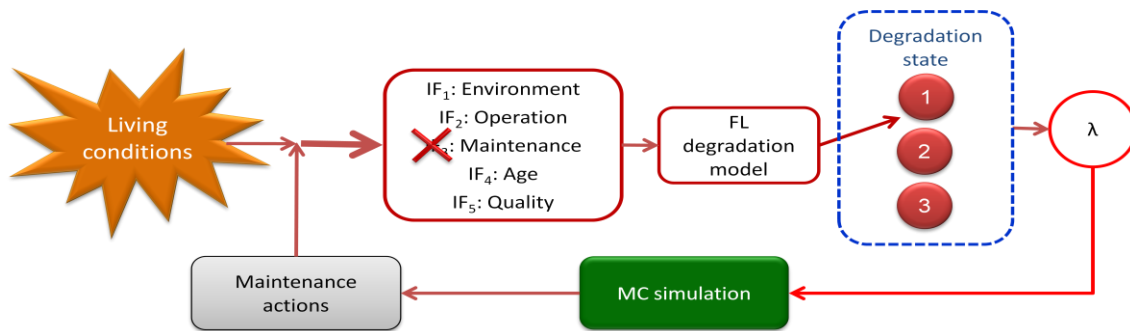 Living
conditions
IF₁: Environment
IF₂: Operation
IF₃: Maintenance
IF₄: Age
IF₅: Quality
FL
degradation
model
Degradation
state
1
2
3
λ
Maintenance
actions
MC simulation